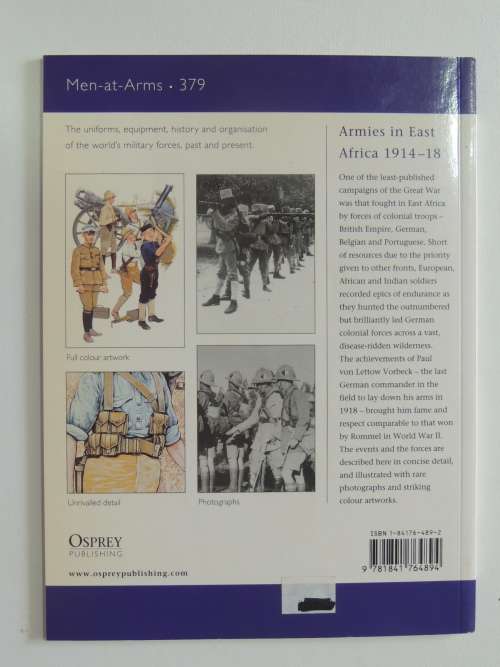 Men-at-Arms • 379
The uniforms, equipment, history and organisation
of the world's military forces, past and present.
Full colour artwork
Unrivalled detail
Photographs
Armies in East
Africa 1914–18
One of the least-published
campaigns of the Great War
was that fought in East Africa
by forces of colonial troops –
British Empire, German,
Belgian and Portuguese. Short
of resources due to the priority
given to other fronts, European,
African and Indian soldiers
recorded epics of endurance as
they hunted the outnumbered
but brilliantly led German
colonial forces across a vast,
disease-ridden wilderness.
The achievements of Paul
von Lettow Vorbeck – the last
German commander in the
field to lay down his arms in
1918 – brought him fame and
respect comparable to that won
by Rommel in World War II.
The events and the forces are
described here in concise detail,
and illustrated with rare
photographs and striking
colour artworks.
OSPREY
PUBLISHING
www.ospreypublishing.com
ISBN 1-84176-489-2
9 781841 764894